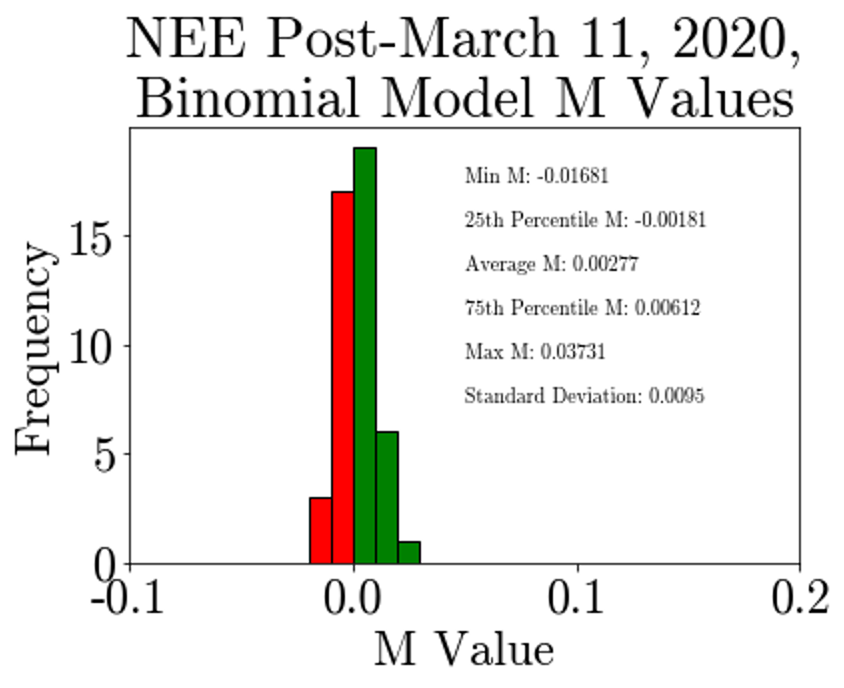 NEE Post-March 11, 2020,
Binomial Model M Values
Min M: -0.01681
25th Percentile M: -0.00181
Average M: 0.00277
75th Percentile M: 0.00612
Max M: 0.03731
Standard Deviation: 0.0095
Frequency
15
10
5
0
-0.1 0.0 0.1 0.2
M Value